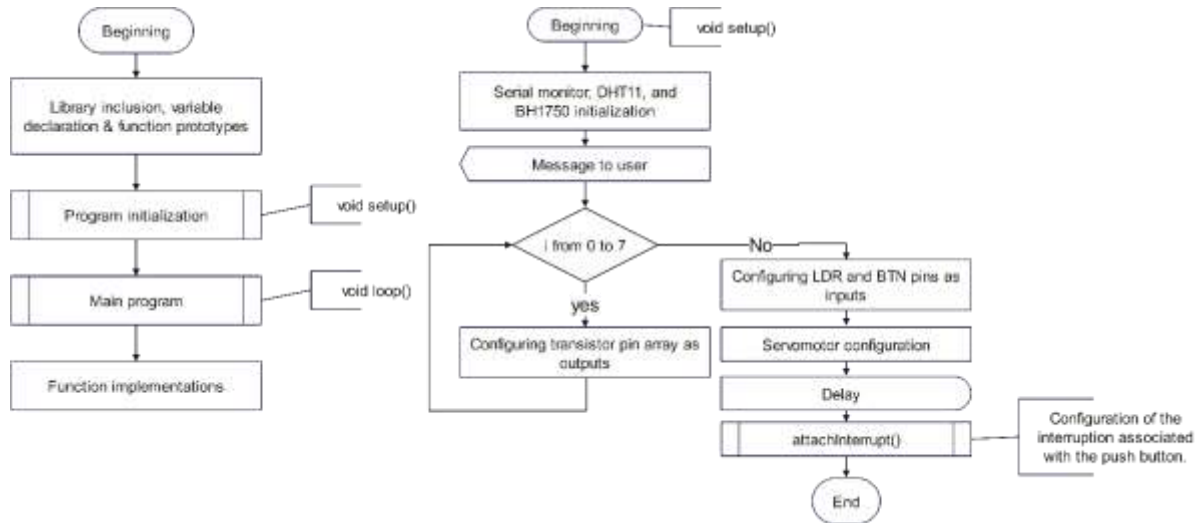 Beginning
Library inclusion, variable
declaration & function prototypes
Program initialization
void setup()
Main program
void loop()
Function implementations
Beginning
void setup()
Serial monitor, DHT11, and
BH1750 initialization
Message to user
i from 0 to 7
No
yes
Configuring transistor pin array as
outputs
Configuring LDR and BTN pins as
inputs
Servomotor configuration
Delay
attachInterrupt()
Configuration of the
interruption associated
with the push button.
End